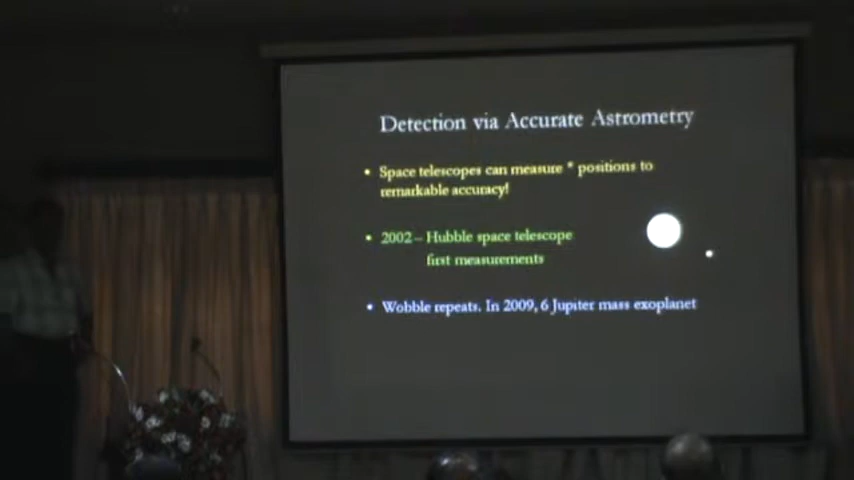 Detection via Accurate Astrometry
• Space telescopes can measure * positions to
remarkable accuracy!
• 2002 – Hubble space telescope
first measurements
• Wobble repeats. In 2009, 6 Jupiter mass exoplanet